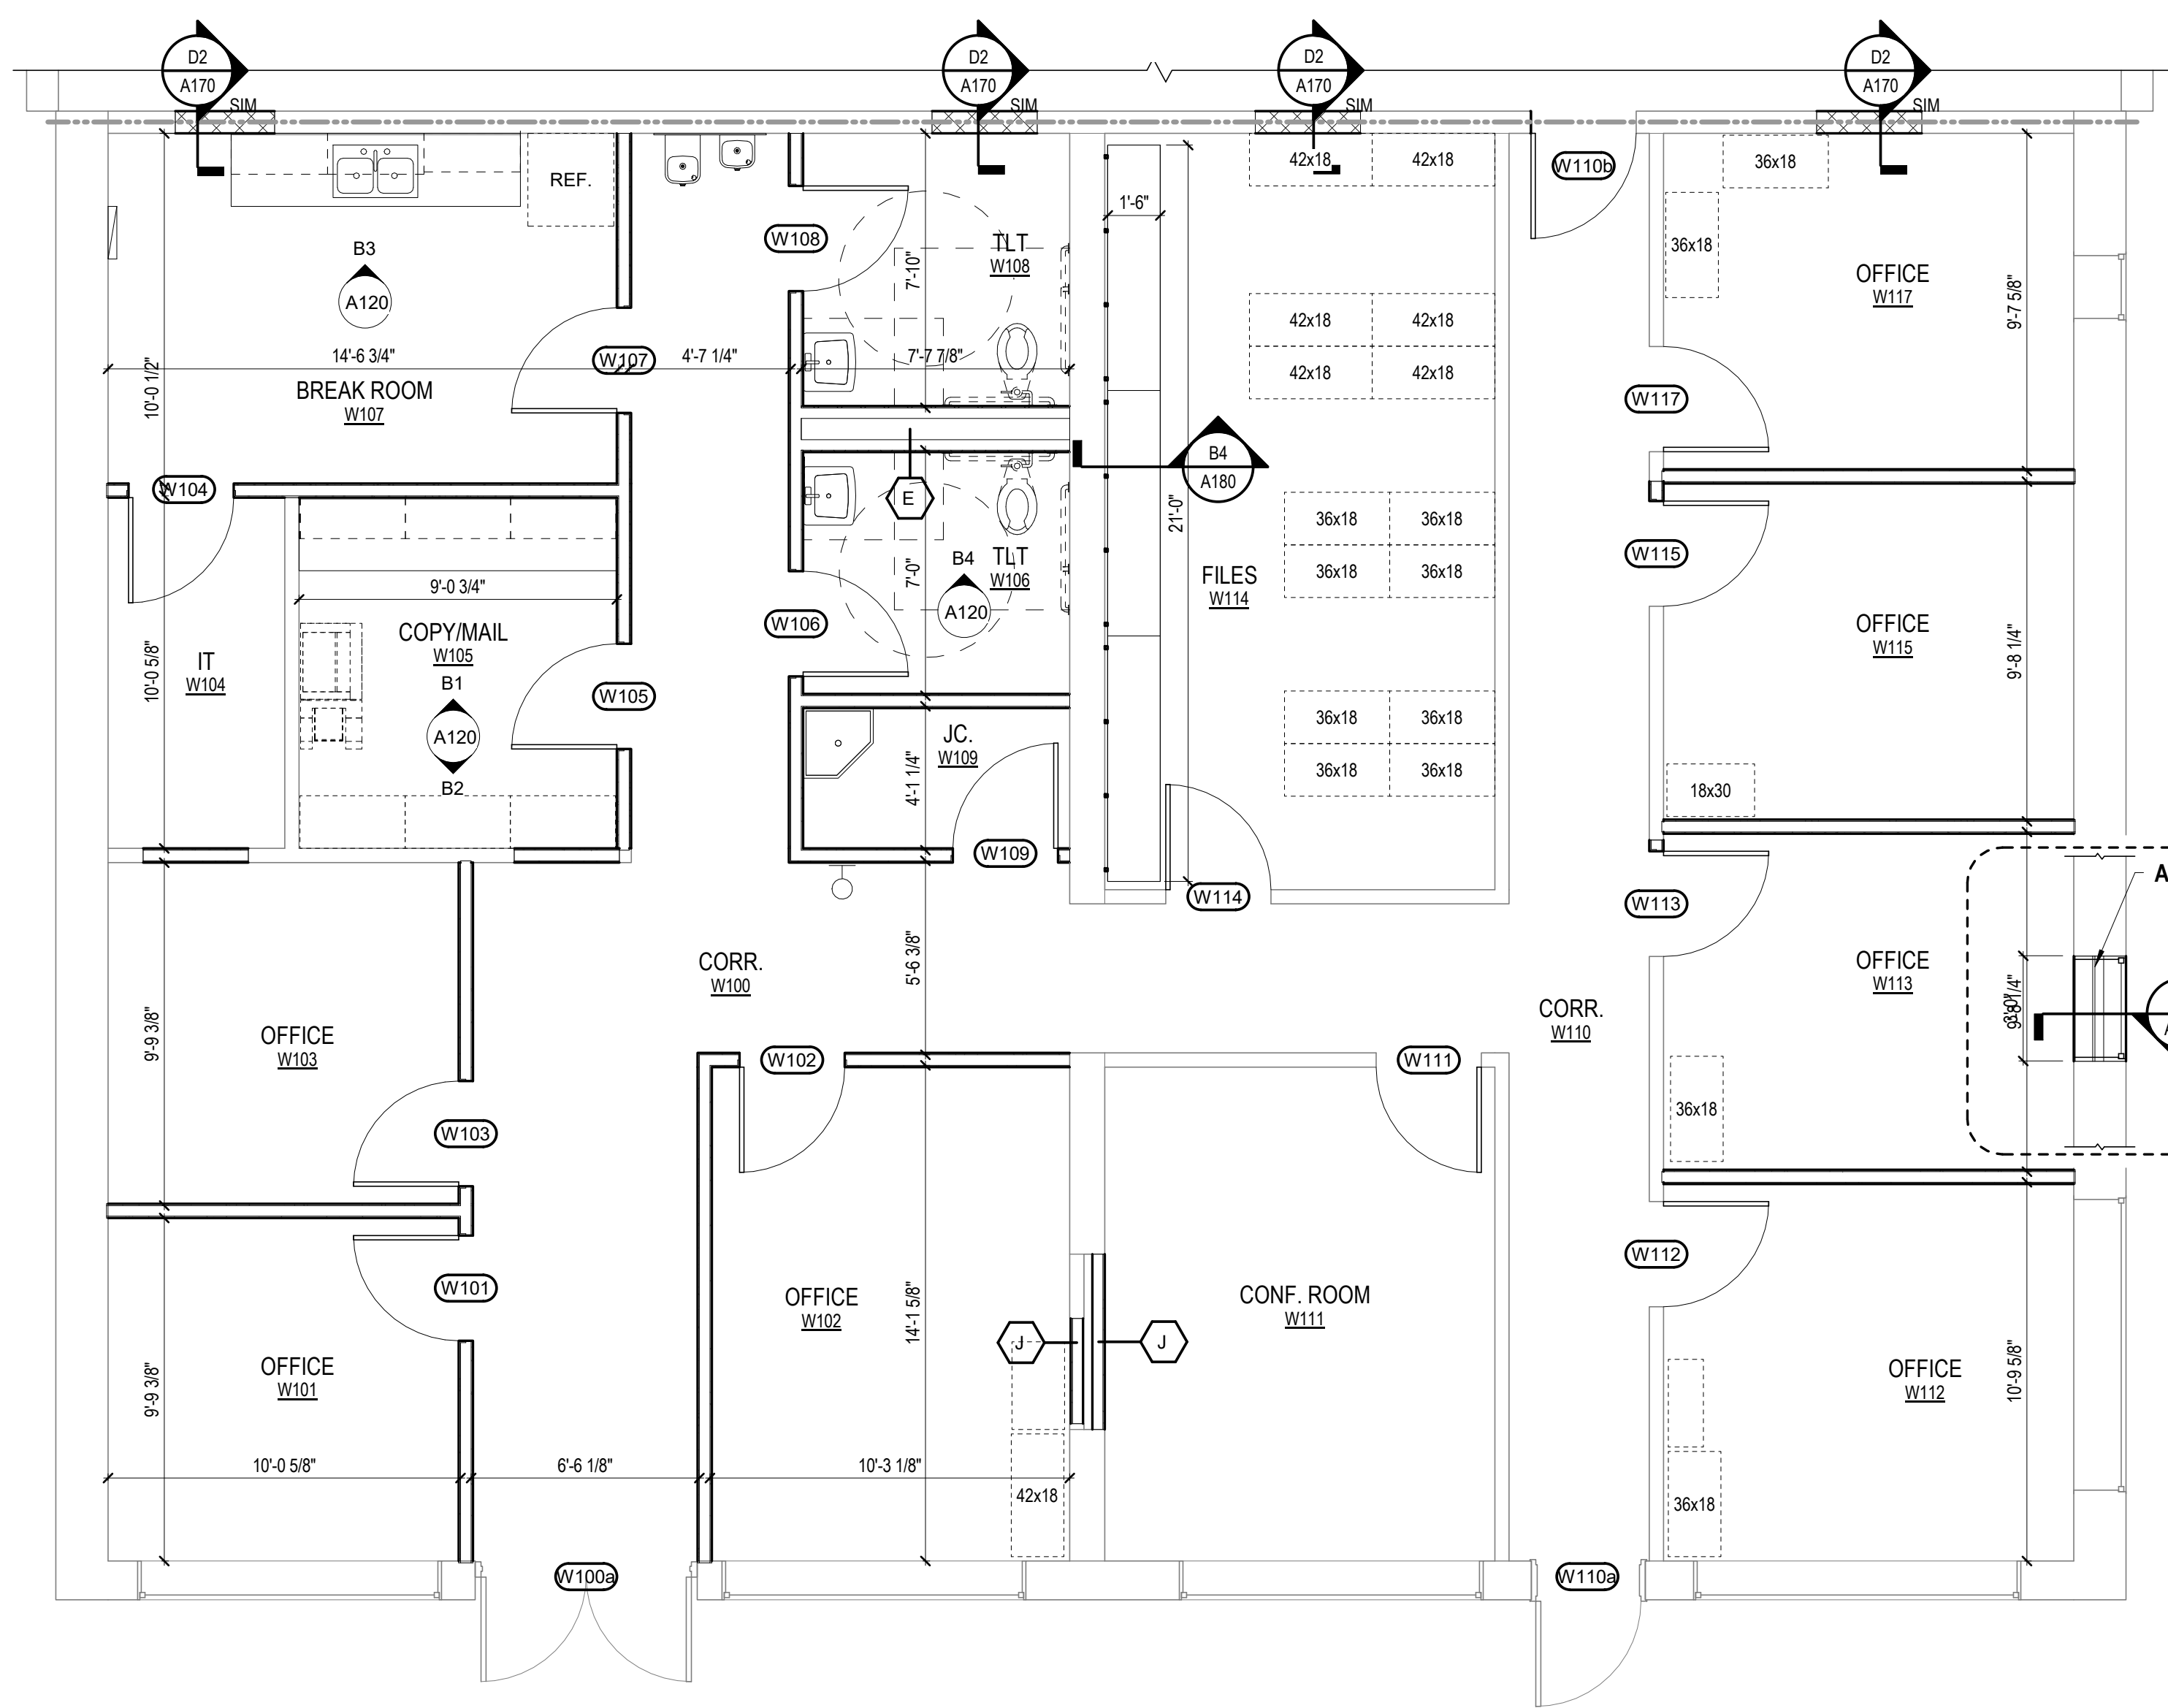 D2
A170
SIM
D2
A170
SIM
D2
A170
SIM
D2
A170
SIM
REF.
42x18
42x18
W110b
36x18
1'-6"
W108
TLT
W108
7'-10"
36x18
OFFICE
W117
9'-7 5/8"
B3
A120
42x18
42x18
14'-6 3/4"
W107
4'-7 1/4"
7'-7 7/8"
42x18
42x18
10'-0 1/2"
BREAK ROOM
W107
W117
B4
A180
W104
E
21'-0"
36x18
36x18
W115
B4
TLT
W106
7'-0"
A120
FILES
W114
36x18
36x18
9'-0 3/4"
COPY/MAIL
W105
W106
OFFICE
W115
9'-8 1/4"
IT
W104
10'-0 5/8"
B1
A120
B2
W105
JC.
W109
4'-1 1/4"
36x18
36x18
36x18
36x18
18x30
W109
W114
W113
A
CORR.
W100
5'-6 3/8"
OFFICE
W113
9'-8 1/4"
3'-0"
CORR.
W110
OFFICE
W103
9'-9 3/8"
W102
W111
36x18
W103
W101
W112
OFFICE
W102
14'-1 5/8"
CONF. ROOM
W111
J
J
OFFICE
W101
9'-9 3/8"
OFFICE
W112
10'-9 5/8"
10'-0 5/8"
6'-6 1/8"
10'-3 1/8"
42x18
36x18
W100a
W110a